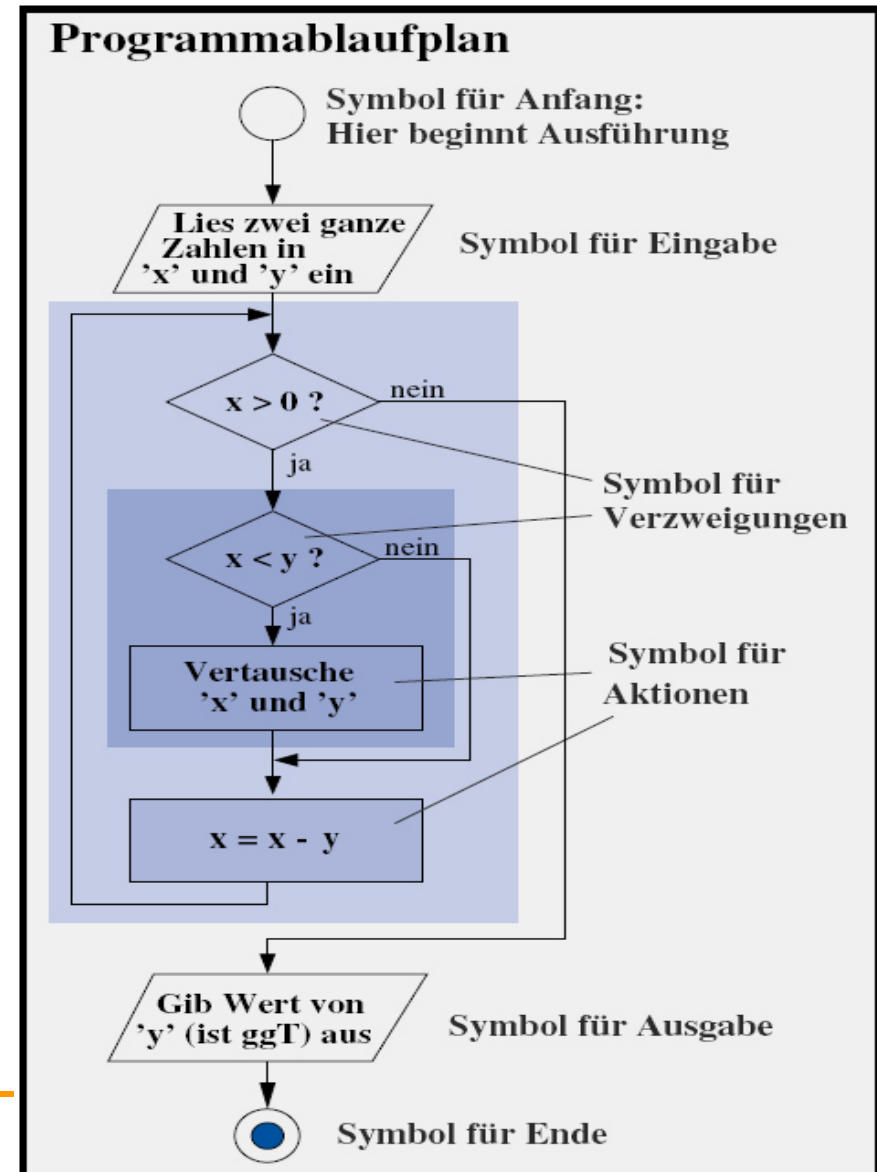 Programmablaufplan
Symbol für Anfang:
Hier beginnt Ausführung
Lies zwei ganze
Zahlen in
’x’ und ’y’ ein
Symbol für Eingabe
x > 0 ?
nein
ja
Symbol für
Verzweigungen
x < y ?
nein
ja
Vertausche
’x’ und ’y’
Symbol für
Aktionen
x = x - y
Gib Wert von
’y’ (ist ggT) aus
Symbol für Ausgabe
Symbol für Ende